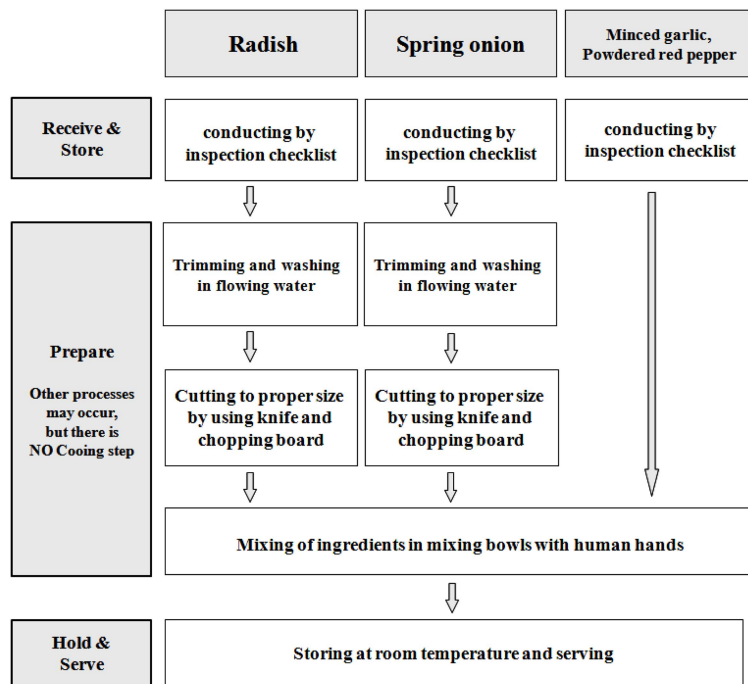 Radish
Spring onion
Minced garlic,
Powdered red pepper
Receive &
Store
conducting by
inspection checklist
conducting by
inspection checklist
conducting by
inspection checklist
Prepare
Other processes
may occur,
but there is
NO Cooing step
Trimming and washing
in flowing water
Trimming and washing
in flowing water
Cutting to proper size
by using knife and
chopping board
Cutting to proper size
by using knife and
chopping board
Mixing of ingredients in mixing bowls with human hands
Hold &
Serve
Storing at room temperature and serving